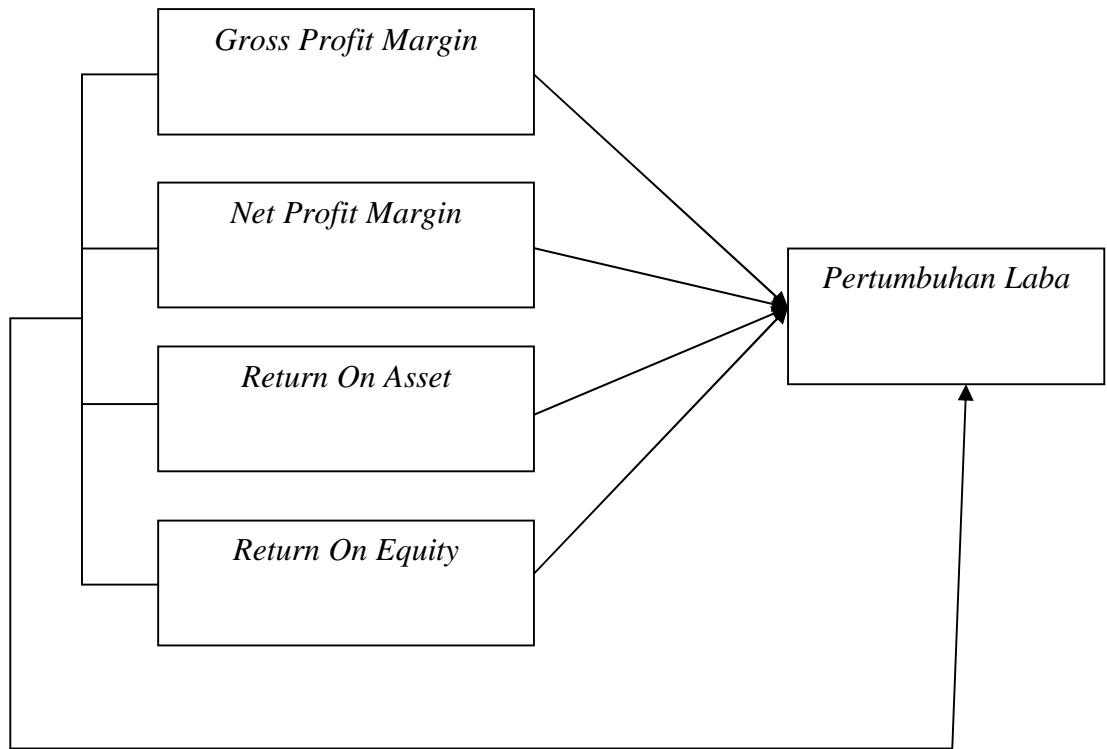 Gross Profit Margin
Net Profit Margin
Pertumbuhan Laba
Return On Asset
Return On Equity